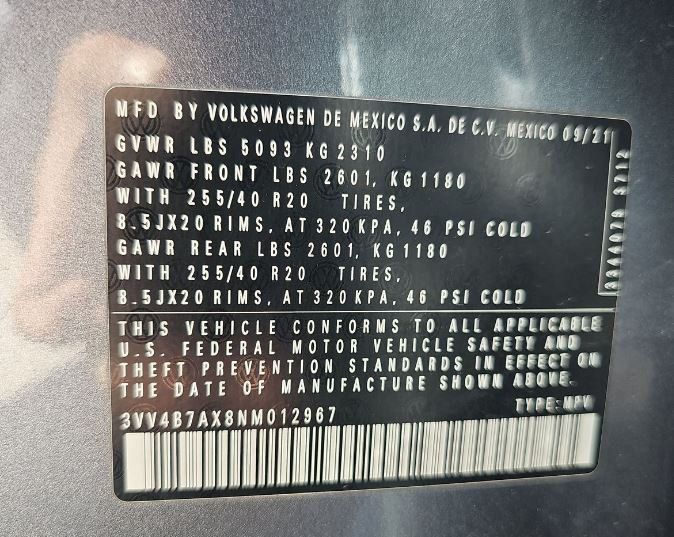 MFD BY VOLKSWAGEN DE MEXICO S.A. DE C.V. MEXICO 09/21
GVWR LBS 5093 KG 2310
GAWR FRONT LBS 2601, KG 1180
WITH 255/40 R20 TIRES,
8.5JX20 RIMS, AT 320 KPA, 46 PSI COLD
GAWR REAR LBS 2601, KG 1180
WITH 255/40 R20 TIRES,
8.5JX20 RIMS, AT 320 KPA, 46 PSI COLD
THIS VEHICLE CONFORMS TO ALL APPLICABLE
U.S. FEDERAL MOTOR VEHICLE SAFETY AND
THEFT PREVENTION STANDARDS IN EFFECT ON
THE DATE OF MANUFACTURE SHOWN ABOVE.
3VV4B7AX8NM012967 TYPE:MPV